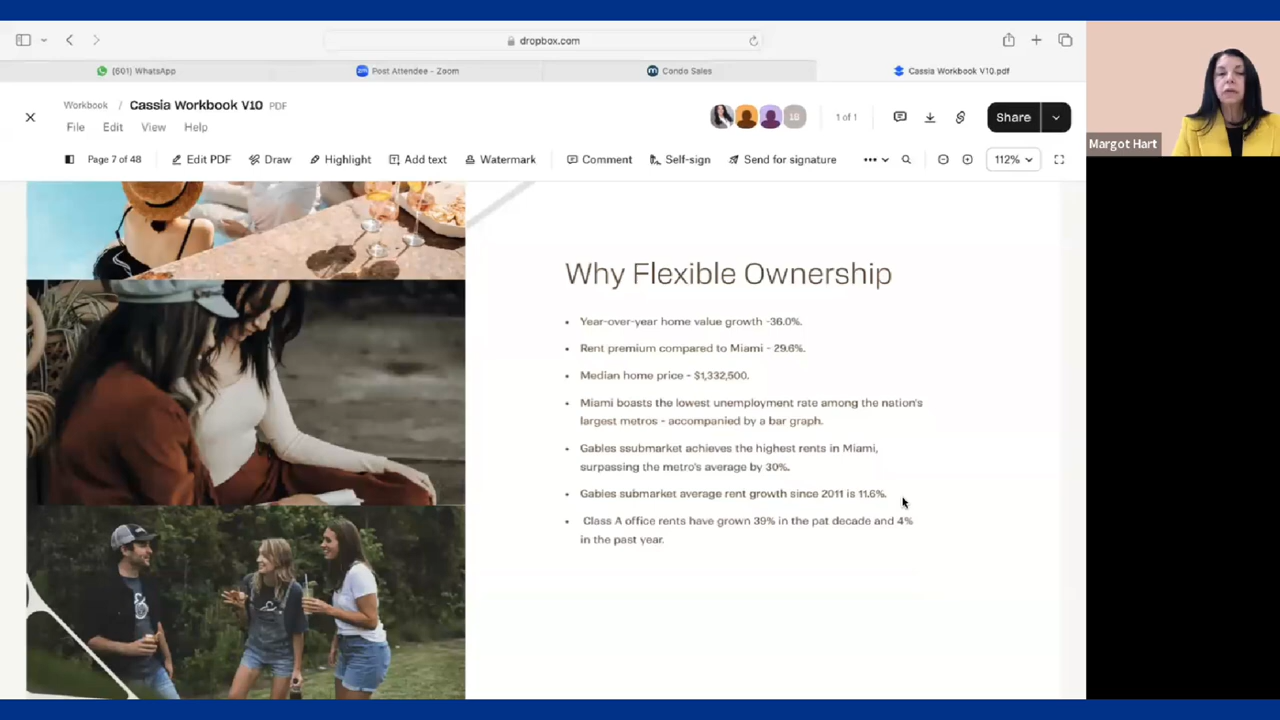 dropbox.com
(601) WhatsApp
Post Attendee - Zoom
Condo Sales
Cassia Workbook V10.pdf
Workbook / Cassia Workbook V10 PDF
File Edit View Help
18
1 of 1
Share
Page 7 of 48
Edit PDF
Draw
Highlight
Add text
Watermark
Comment
Self-sign
Send for signature
112%
Margot Hart
Why Flexible Ownership
• Year-over-year home value growth -36.0%.
• Rent premium compared to Miami - 29.6%.
• Median home price - $1,332,500.
• Miami boasts the lowest unemployment rate among the nation's
largest metros - accompanied by a bar graph.
• Gables ssubmarket achieves the highest rents in Miami,
surpassing the metro's average by 30%.
• Gables submarket average rent growth since 2011 is 11.6%.
• Class A office rents have grown 39% in the pat decade and 4%
in the past year.